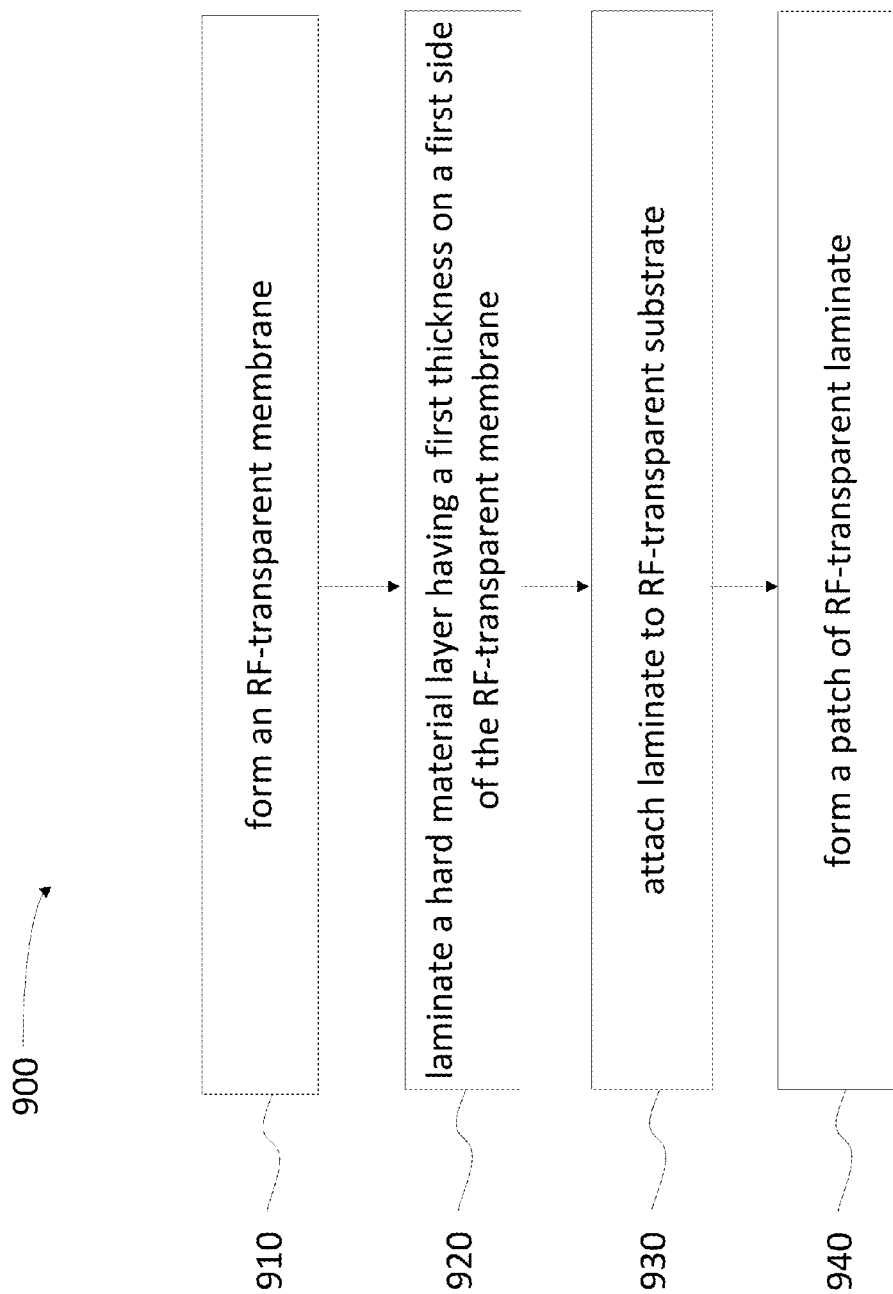 900
910
form an RF-transparent membrane
920
laminate a hard material layer having a first thickness on a first side
of the RF-transparent membrane
930
attach laminate to RF-transparent substrate
940
form a patch of RF-transparent laminate